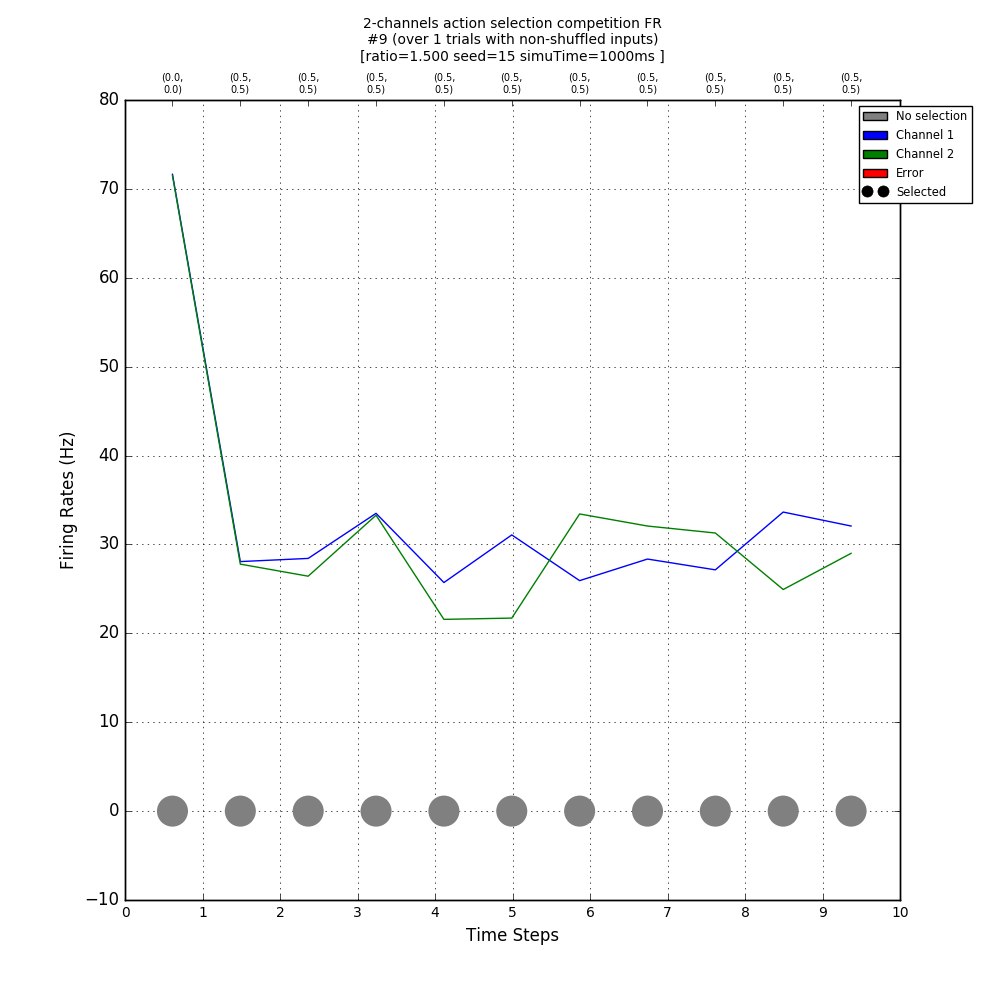 2-channels action selection competition FR
#9 (over 1 trials with non-shuffled inputs)
[ratio=1.500 seed=15 simuTime=1000ms ]
(0.0, (0.5, (0.5, (0.5, (0.5, (0.5, (0.5, (0.5, (0.5, (0.5, (0.5,
0.0) 0.5) 0.5) 0.5) 0.5) 0.5) 0.5) 0.5) 0.5) 0.5) 0.5)
No selection
Channel 1
Channel 2
Error
Selected
80
70
60
50
40
30
20
10
0
−10
Firing Rates (Hz)
0 1 2 3 4 5 6 7 8 9 10
Time Steps